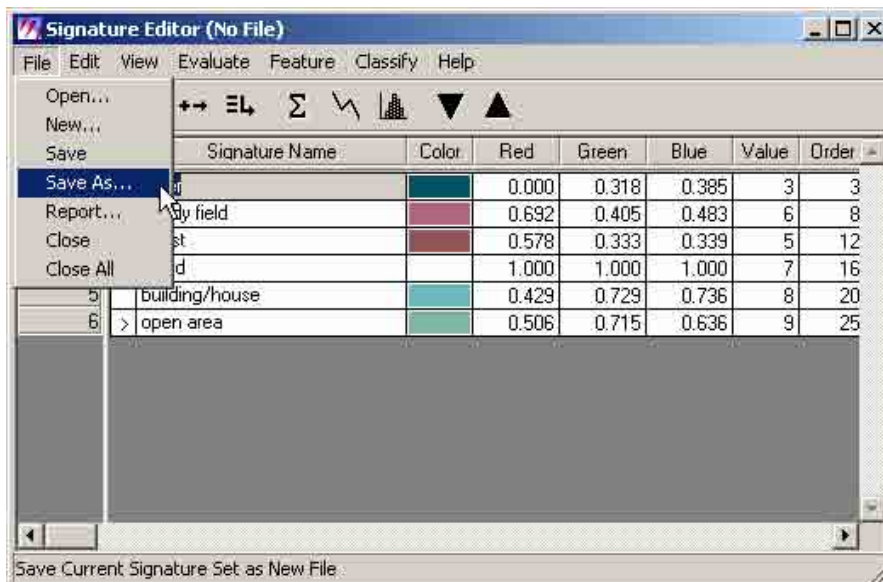 Signature Editor (No File)
File Edit View Evaluate Feature Classify Help
Open...
New...
Save
Save As...
Report...
Close
Close All
Signature Name Color Red Green Blue Value Order
0.000 0.318 0.385 3 3
field 0.692 0.405 0.483 6 8
0.578 0.333 0.339 5 12
1.000 1.000 1.000 7 16
5 building/house 0.429 0.729 0.736 8 20
6 > open area 0.506 0.715 0.636 9 25
Save Current Signature Set as New File